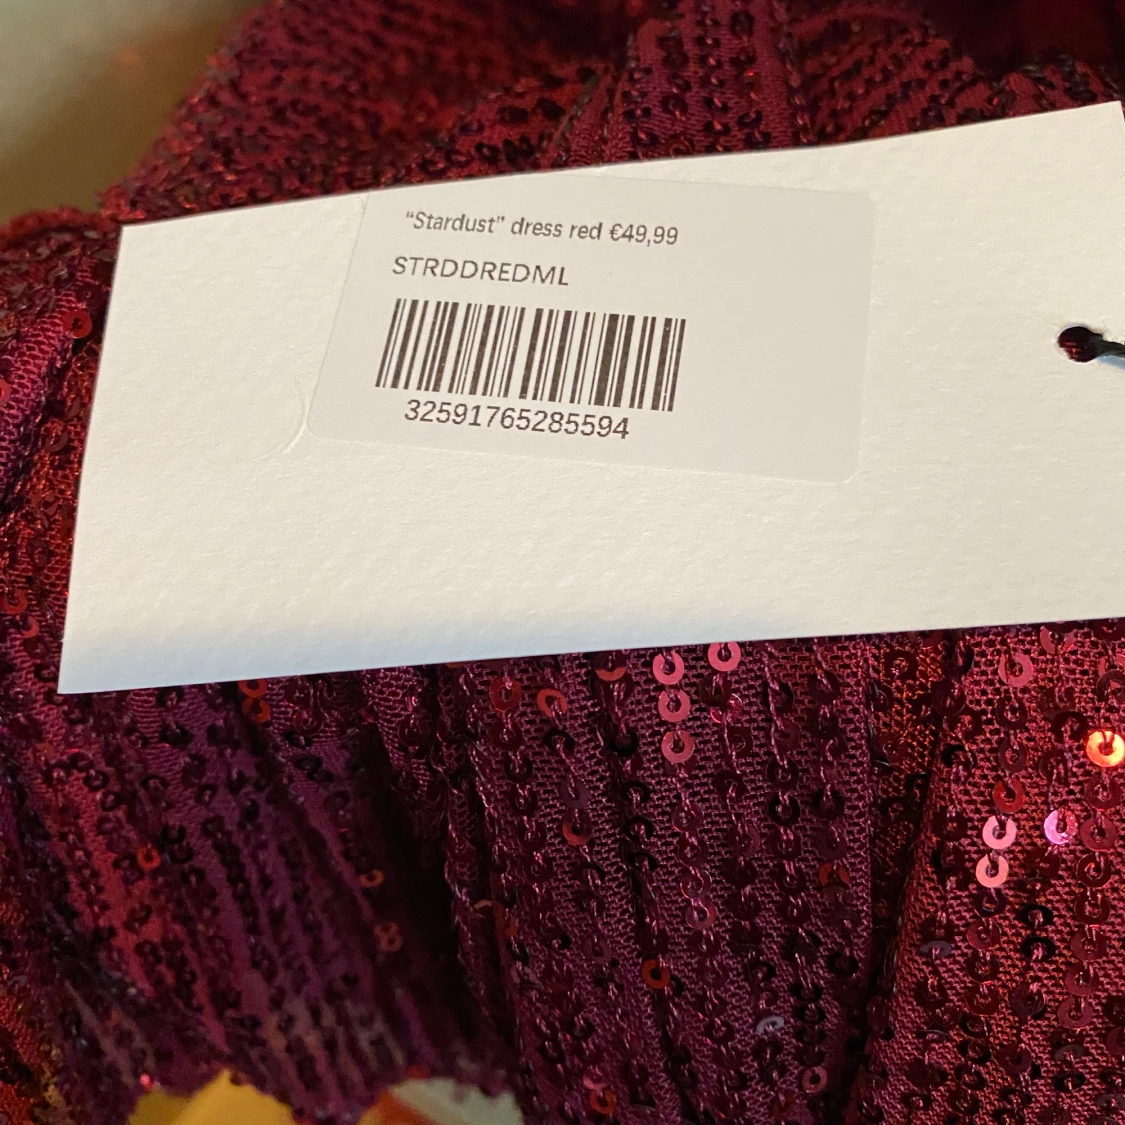 “Stardust” dress red €49,99
STRDDREDML
32591765285594